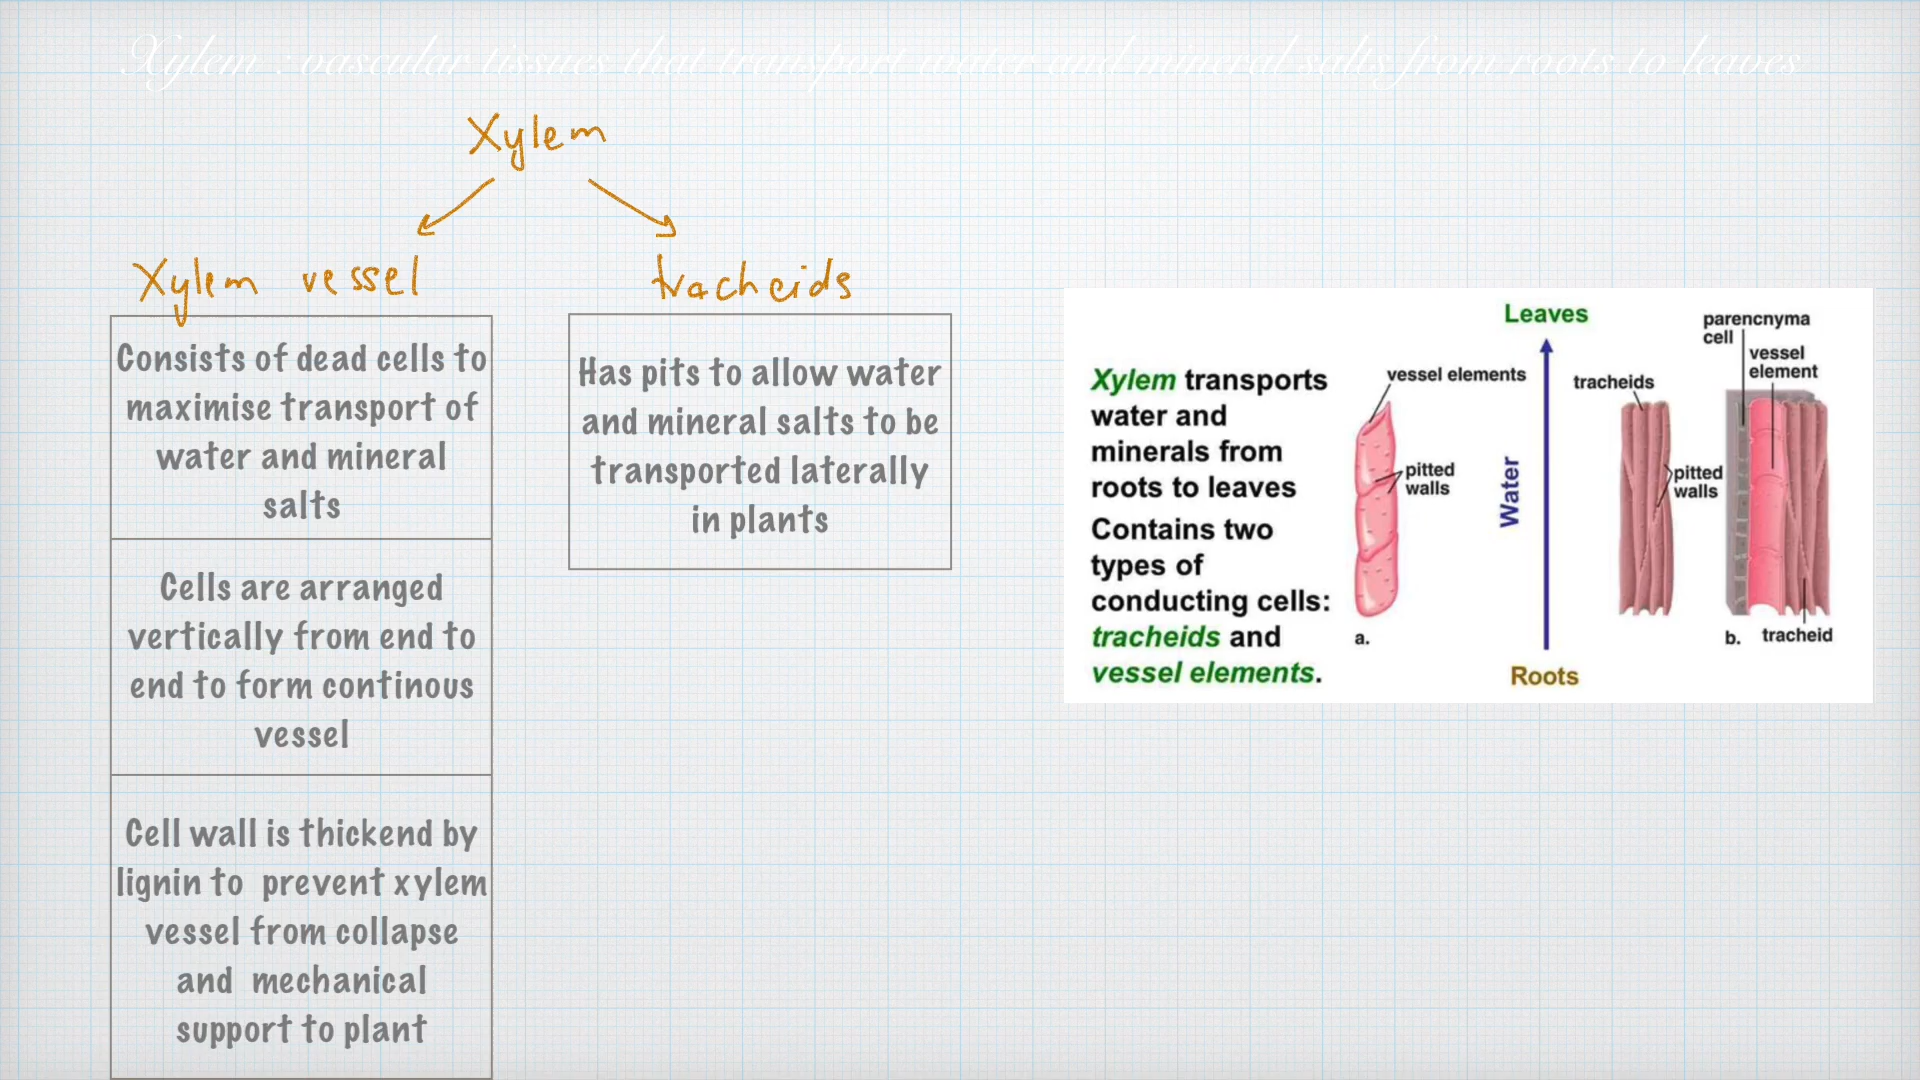 Xylem : vascular tissues that transport water and mineral salts from roots to leaves
Xylem
Xylem vessel
tracheids
Consists of dead cells to
maximise transport of
water and mineral
salts
Cells are arranged
vertically from end to
end to form continous
vessel
Cell wall is thickend by
lignin to prevent xylem
vessel from collapse
and mechanical
support to plant
Has pits to allow water
and mineral salts to be
transported laterally
in plants
Xylem transports
water and
minerals from
roots to leaves
Contains two
types of
conducting cells:
tracheids and
vessel elements.
vessel elements
pitted
walls
a.
Leaves
Water
Roots
tracheids
pitted
walls
parencnyma
cell
vessel
element
b.
tracheid